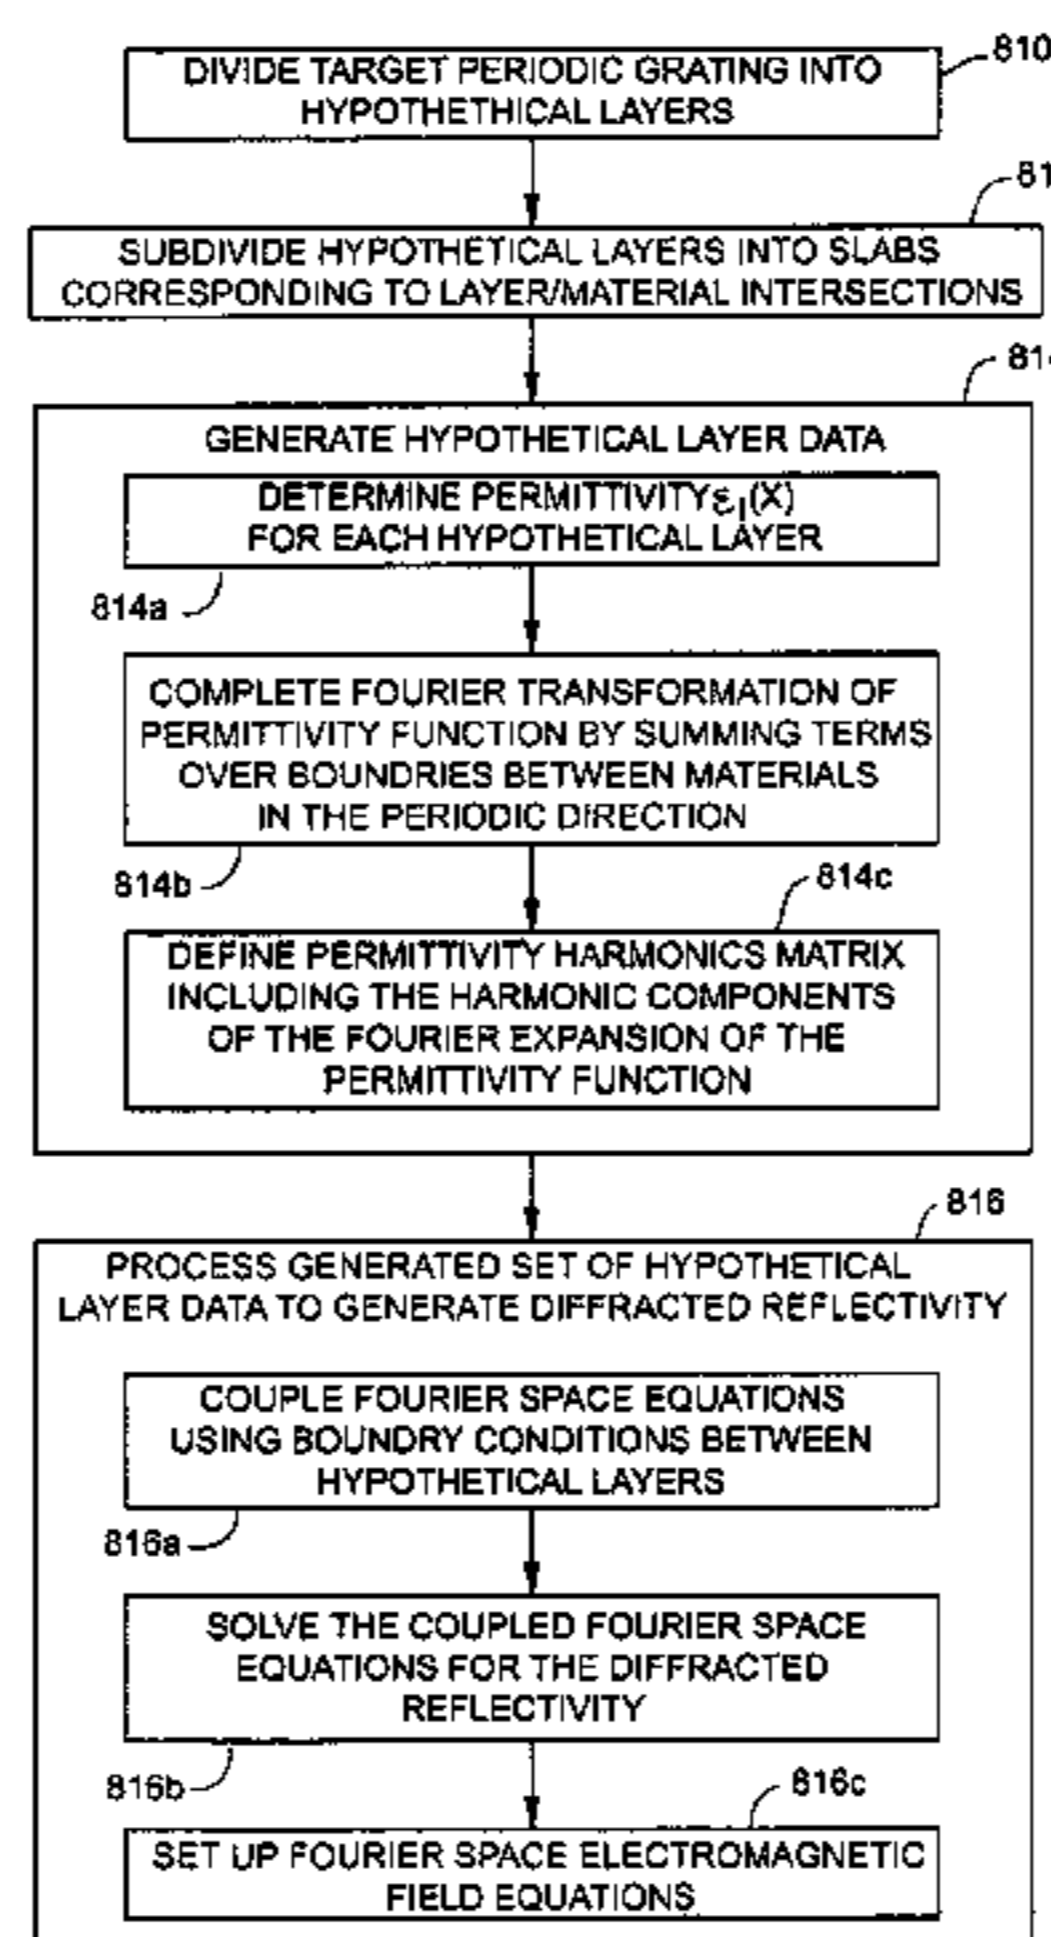 810
DIVIDE TARGET PERIODIC GRATING INTO
HYPOTHETHICAL LAYERS
81
SUBDIVIDE HYPOTHETICAL LAYERS INTO SLABS
CORRESPONDING TO LAYER/MATERIAL INTERSECTIONS
814
GENERATE HYPOTHETICAL LAYER DATA
DETERMINE PERMITTIVITY εl(X)
FOR EACH HYPOTHETICAL LAYER
814a
COMPLETE FOURIER TRANSFORMATION OF
PERMITTIVITY FUNCTION BY SUMMING TERMS
OVER BOUNDRIES BETWEEN MATERIALS
IN THE PERIODIC DIRECTION
814b
814c
DEFINE PERMITTIVITY HARMONICS MATRIX
INCLUDING THE HARMONIC COMPONENTS
OF THE FOURIER EXPANSION OF THE
PERMITTIVITY FUNCTION
816
PROCESS GENERATED SET OF HYPOTHETICAL
LAYER DATA TO GENERATE DIFFRACTED REFLECTIVITY
COUPLE FOURIER SPACE EQUATIONS
USING BOUNDRY CONDITIONS BETWEEN
HYPOTHETICAL LAYERS
816a
SOLVE THE COUPLED FOURIER SPACE
EQUATIONS FOR THE DIFFRACTED
REFLECTIVITY
816b
816c
SET UP FOURIER SPACE ELECTROMAGNETIC
FIELD EQUATIONS